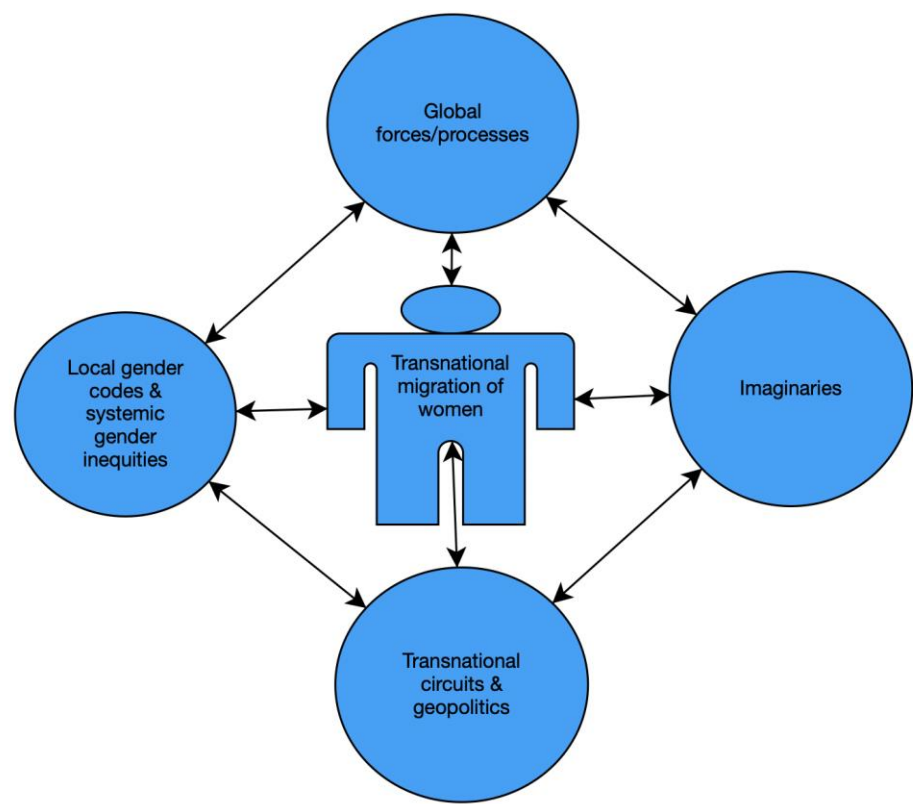 Global
forces/processes
Local gender
codes &
systemic
gender
inequities
Transnational
migration of
women
Imaginaries
Transnational
circuits &
geopolitics